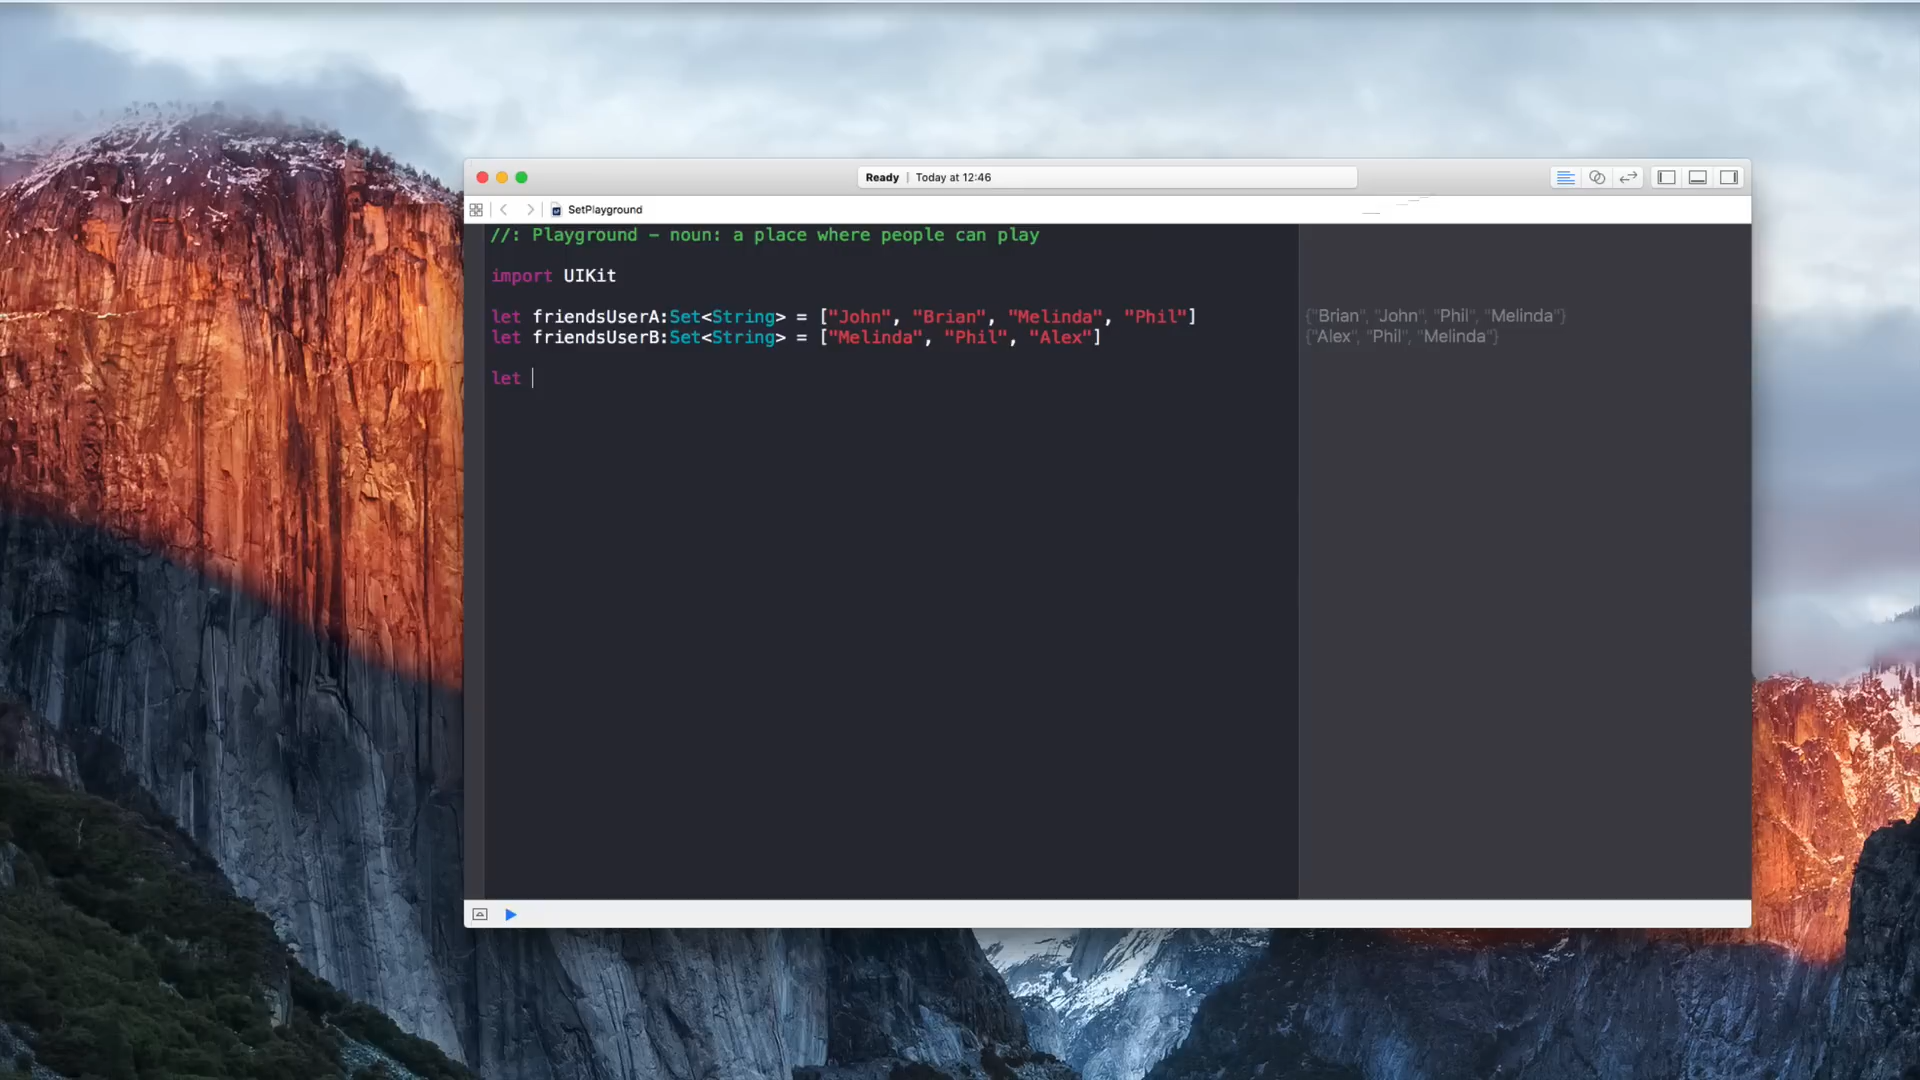 Ready | Today at 12:46
SetPlayground
//: Playground – noun: a place where people can play
import UIKit
let friendsUserA:Set<String> = ["John", "Brian", "Melinda", "Phil"]
{"Brian", "John", "Phil", "Melinda"}
let friendsUserB:Set<String> = ["Melinda", "Phil", "Alex"]
{"Alex", "Phil", "Melinda"}
let